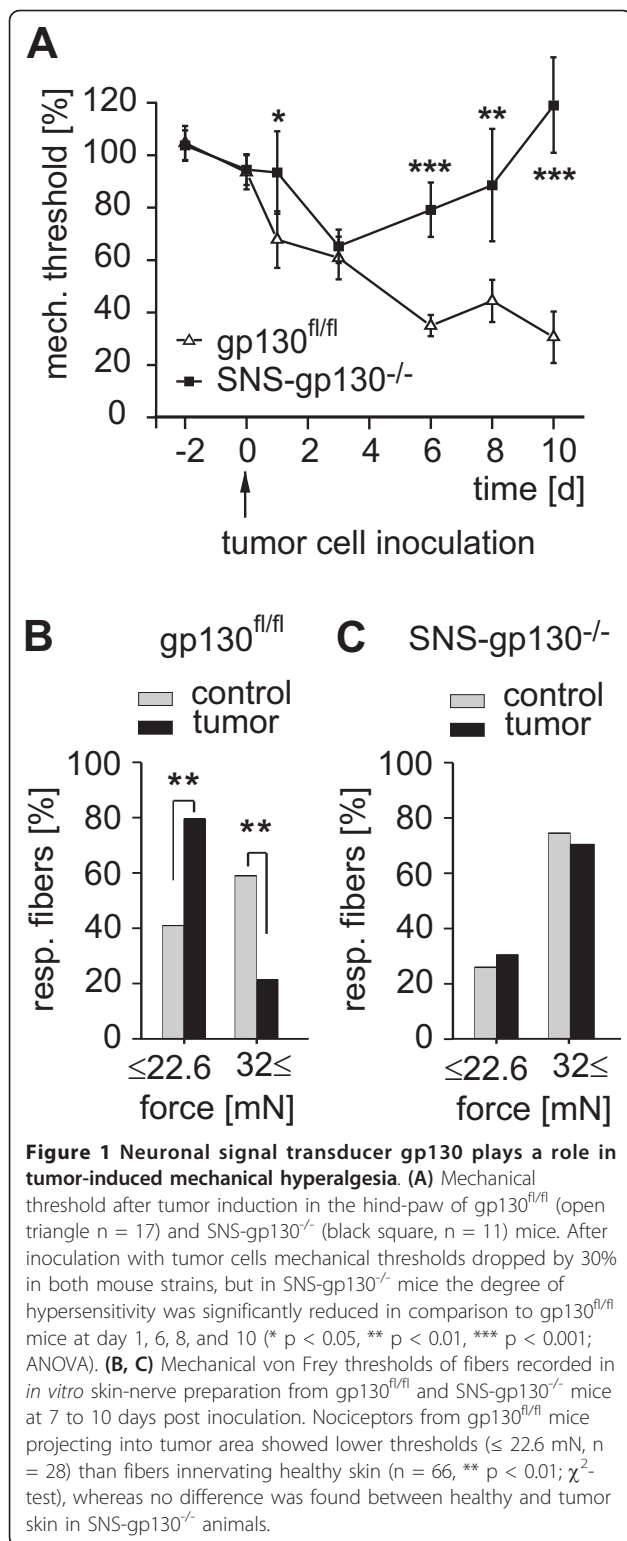 A
mech. threshold [%]
120
100
80
60
40
20
0
*
***
**
***
gp130fl/fl
SNS-gp130-/-
-2 0 2 4 6 8 10
time [d]
tumor cell inoculation
B gp130fl/fl
control
tumor
resp. fibers [%]
100
80
60
40
20
0
** **
≤22.6 32≤
force [mN]
C SNS-gp130-/-
control
tumor
resp. fibers [%]
100
80
60
40
20
0
≤22.6 32≤
force [mN]
Figure 1 Neuronal signal transducer gp130 plays a role in
tumor-induced mechanical hyperalgesia. (A) Mechanical
threshold after tumor induction in the hind-paw of gp130fl/fl (open
triangle n = 17) and SNS-gp130-/- (black square, n = 11) mice. After
inoculation with tumor cells mechanical thresholds dropped by 30%
in both mouse strains, but in SNS-gp130-/- mice the degree of
hypersensitivity was significantly reduced in comparison to gp130fl/fl
mice at day 1, 6, 8, and 10 (* p < 0.05, ** p < 0.01, *** p < 0.001;
ANOVA). (B, C) Mechanical von Frey thresholds of fibers recorded in
in vitro skin-nerve preparation from gp130fl/fl and SNS-gp130-/- mice
at 7 to 10 days post inoculation. Nociceptors from gp130fl/fl mice
projecting into tumor area showed lower thresholds (≤ 22.6 mN, n
= 28) than fibers innervating healthy skin (n = 66, ** p < 0.01; χ2-
test), whereas no difference was found between healthy and tumor
skin in SNS-gp130-/- animals.